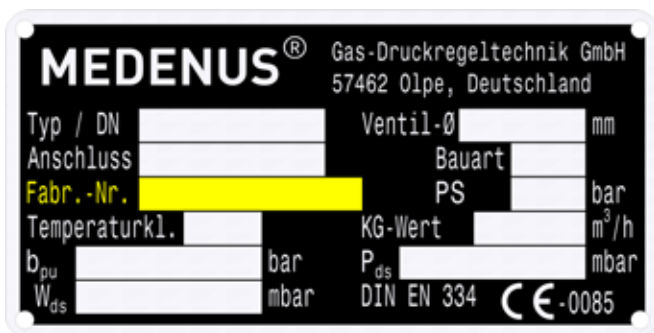 MEDENUS® Gas-Druckregeltechnik GmbH
57462 Olpe, Deutschland
Typ / DN Ventil-Ø mm
Anschluss Bauart
Fabr.-Nr. PS bar
Temperaturkl. KG-Wert m³/h
bpu bar Pds mbar
Wds mbar DIN EN 334 CE-0085